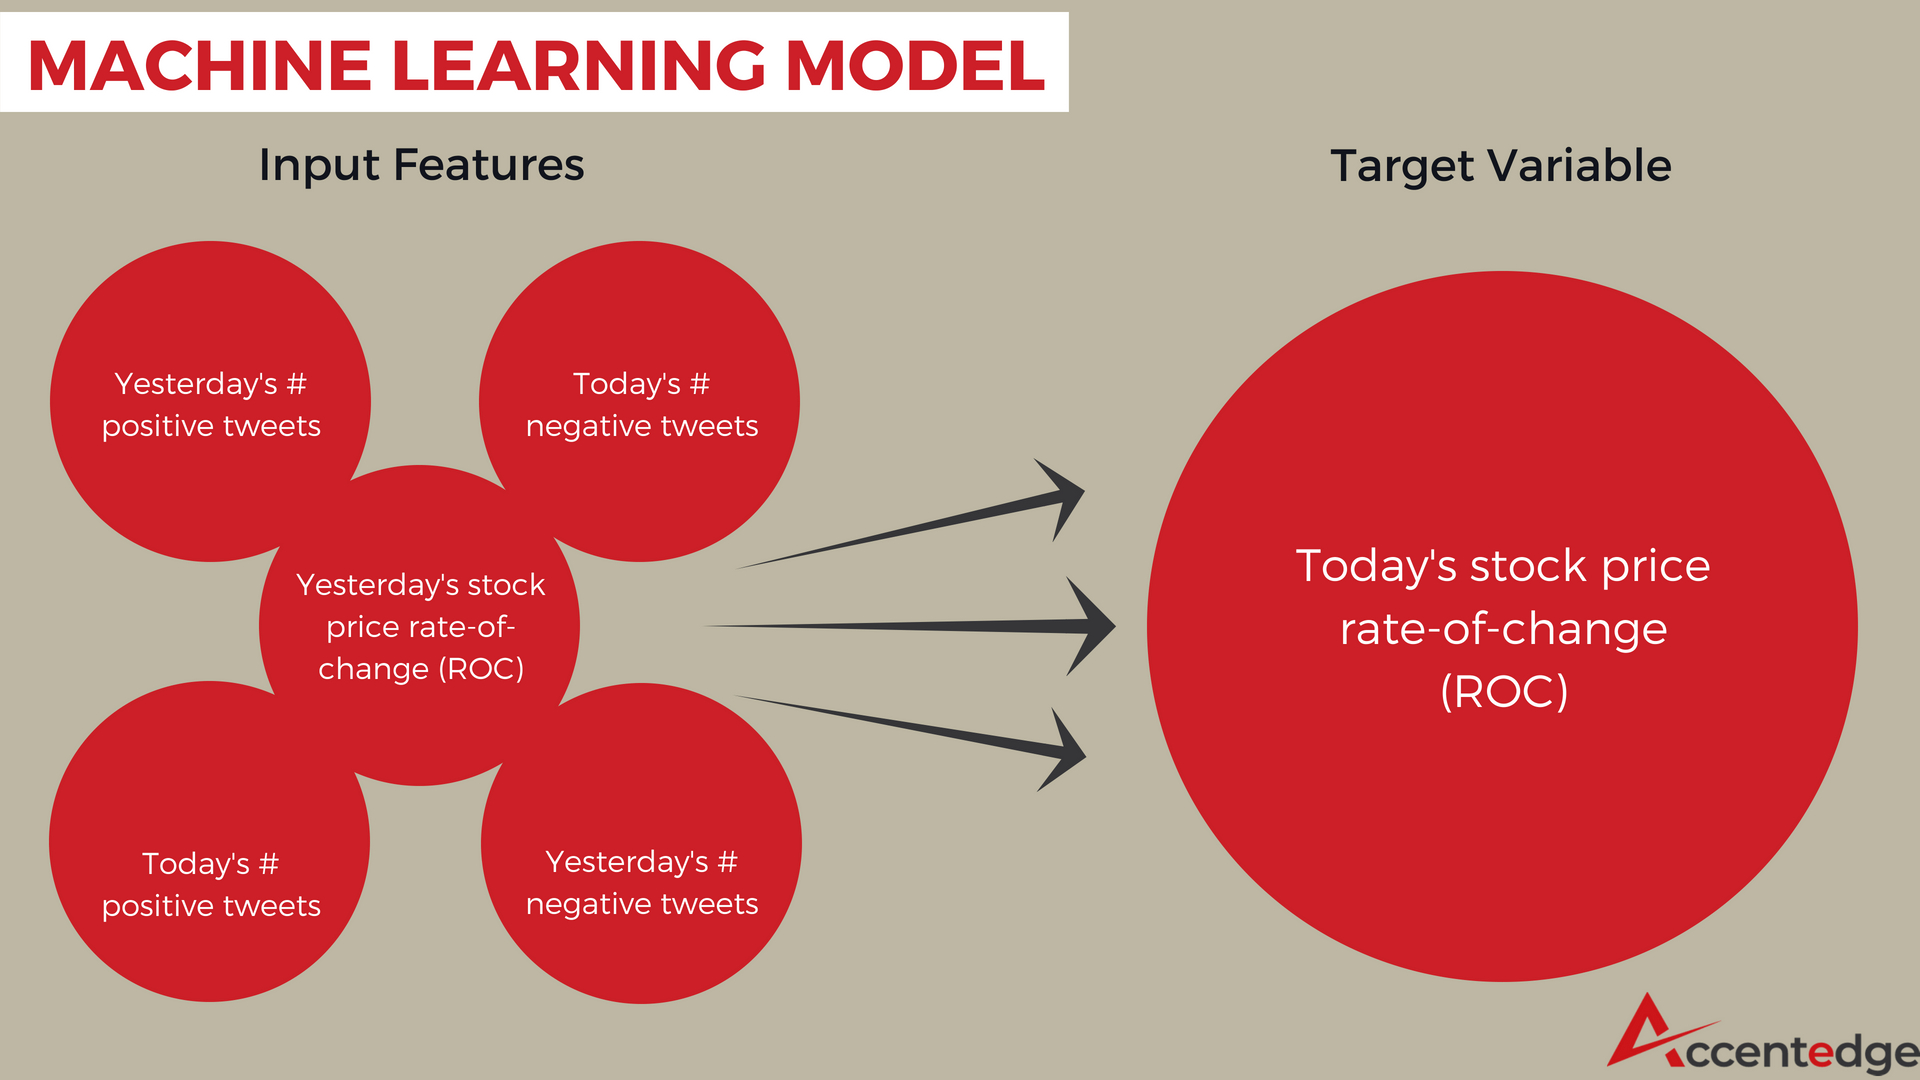 MACHINE LEARNING MODEL
Input Features
Target Variable
Yesterday's #
positive tweets
Today's #
negative tweets
Yesterday's stock
price rate-of-
change (ROC)
Today's #
positive tweets
Yesterday's #
negative tweets
Today's stock price
rate-of-change
(ROC)
Accentedge